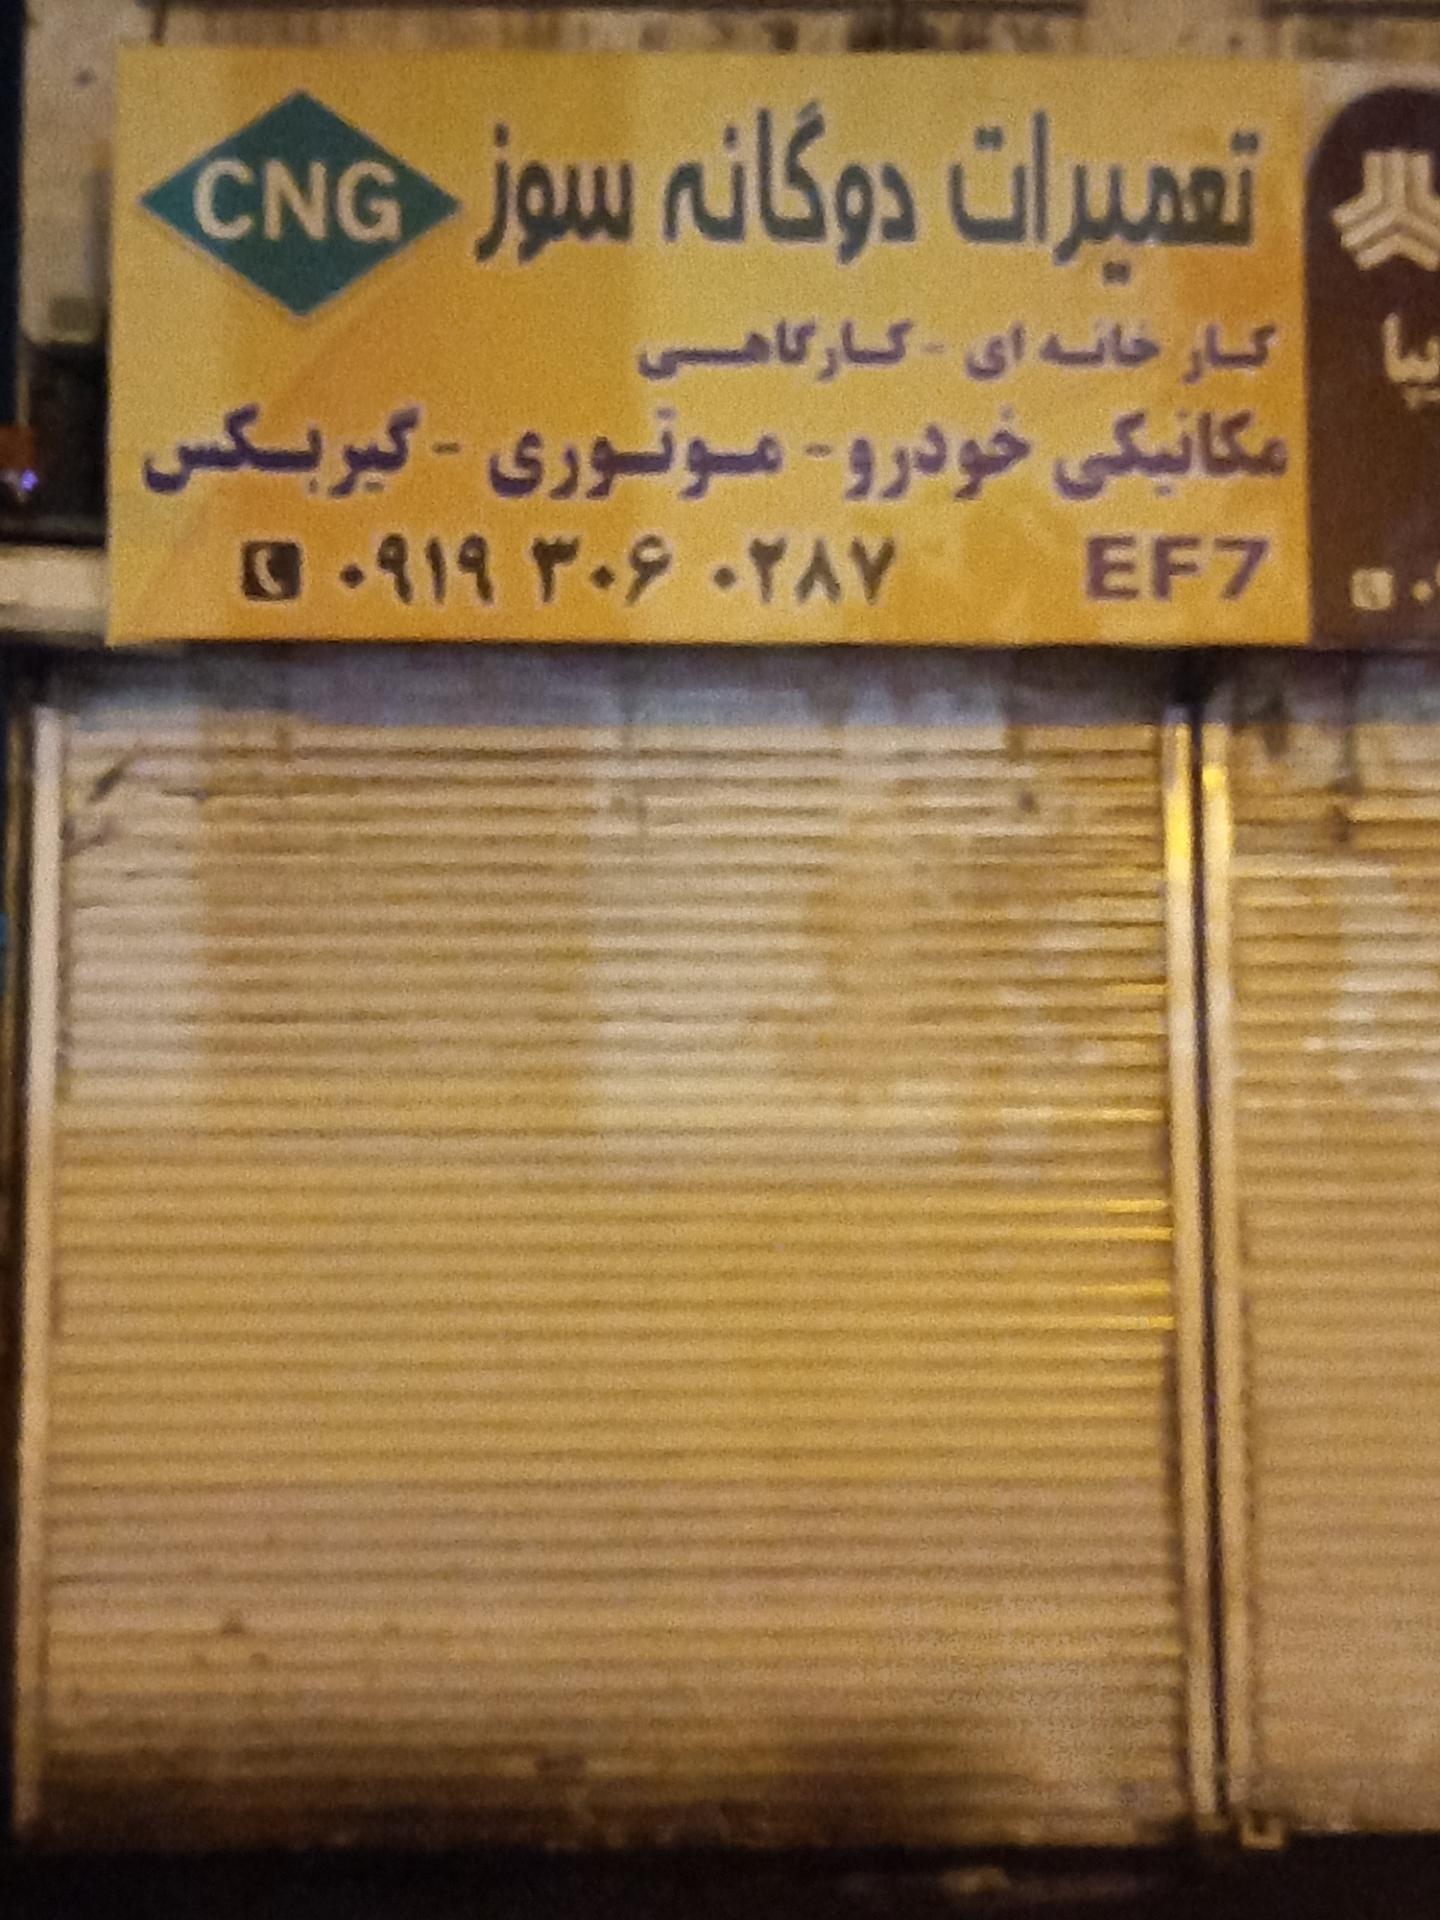 تعمیرات دوگانه سوز
CNG
کار خانه ای - کارگاهی
مکانیکی خودرو - موتوری - گیربکس
EF7
۰۹۱۹ ۳۰۶ ۰۲۸۷